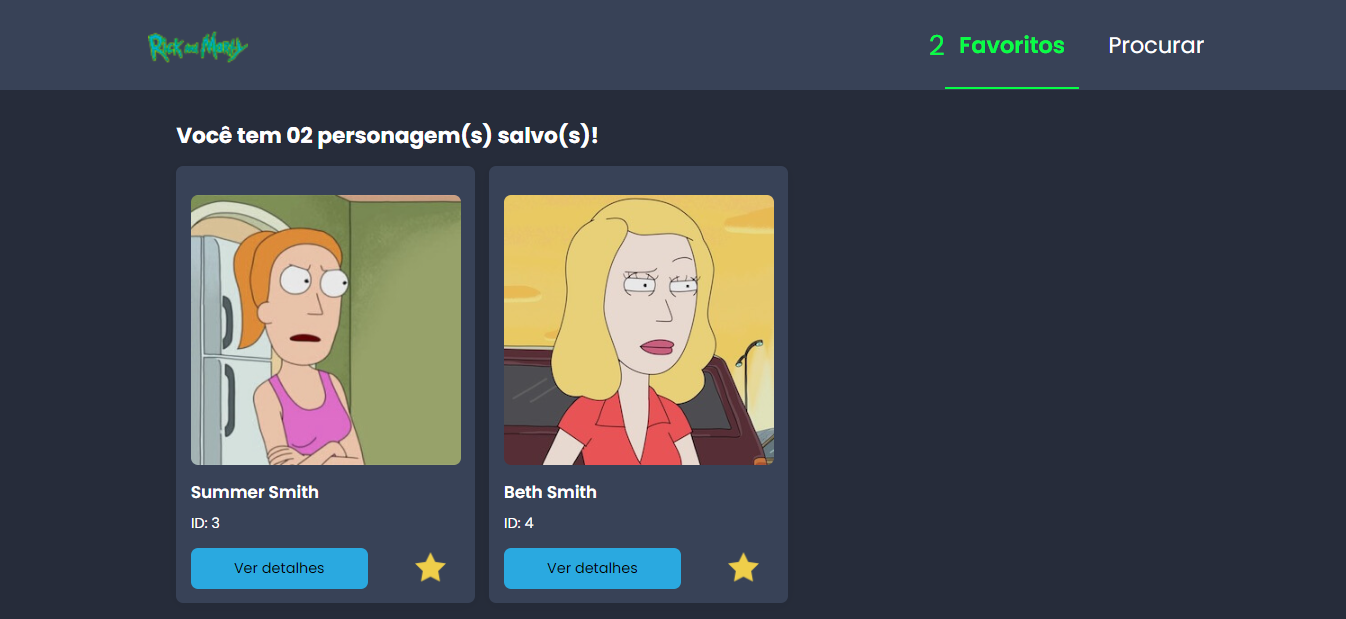 Rick and Morty
2 Favoritos Procurar
Você tem 02 personagem(s) salvo(s)!
Summer Smith
ID: 3
Ver detalhes
Beth Smith
ID: 4
Ver detalhes